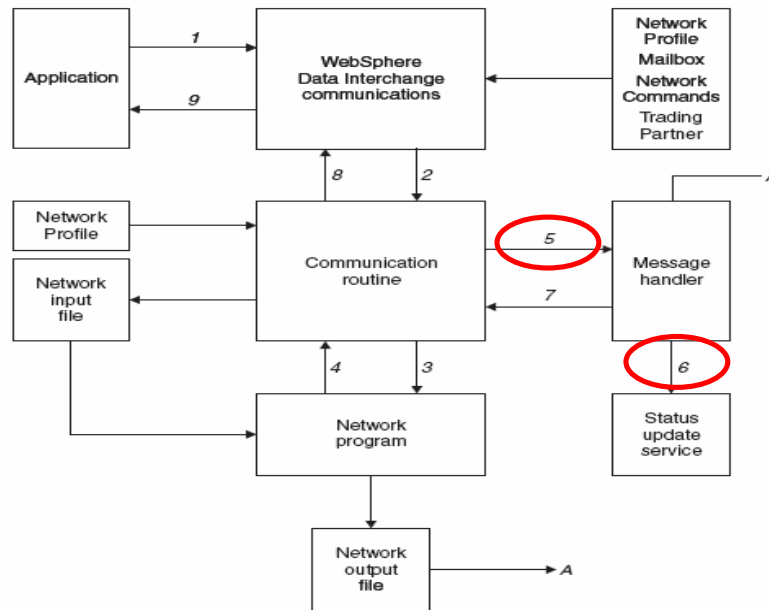 Application
1
9
WebSphere
Data Interchange
communications
Network
Profile
Mailbox
Network
Commands
Trading
Partner
8
2
Network
Profile
Network
input
file
Communication
routine
5
7
Message
handler
A
4
3
6
Network
program
Status
update
service
Network
output
file
A